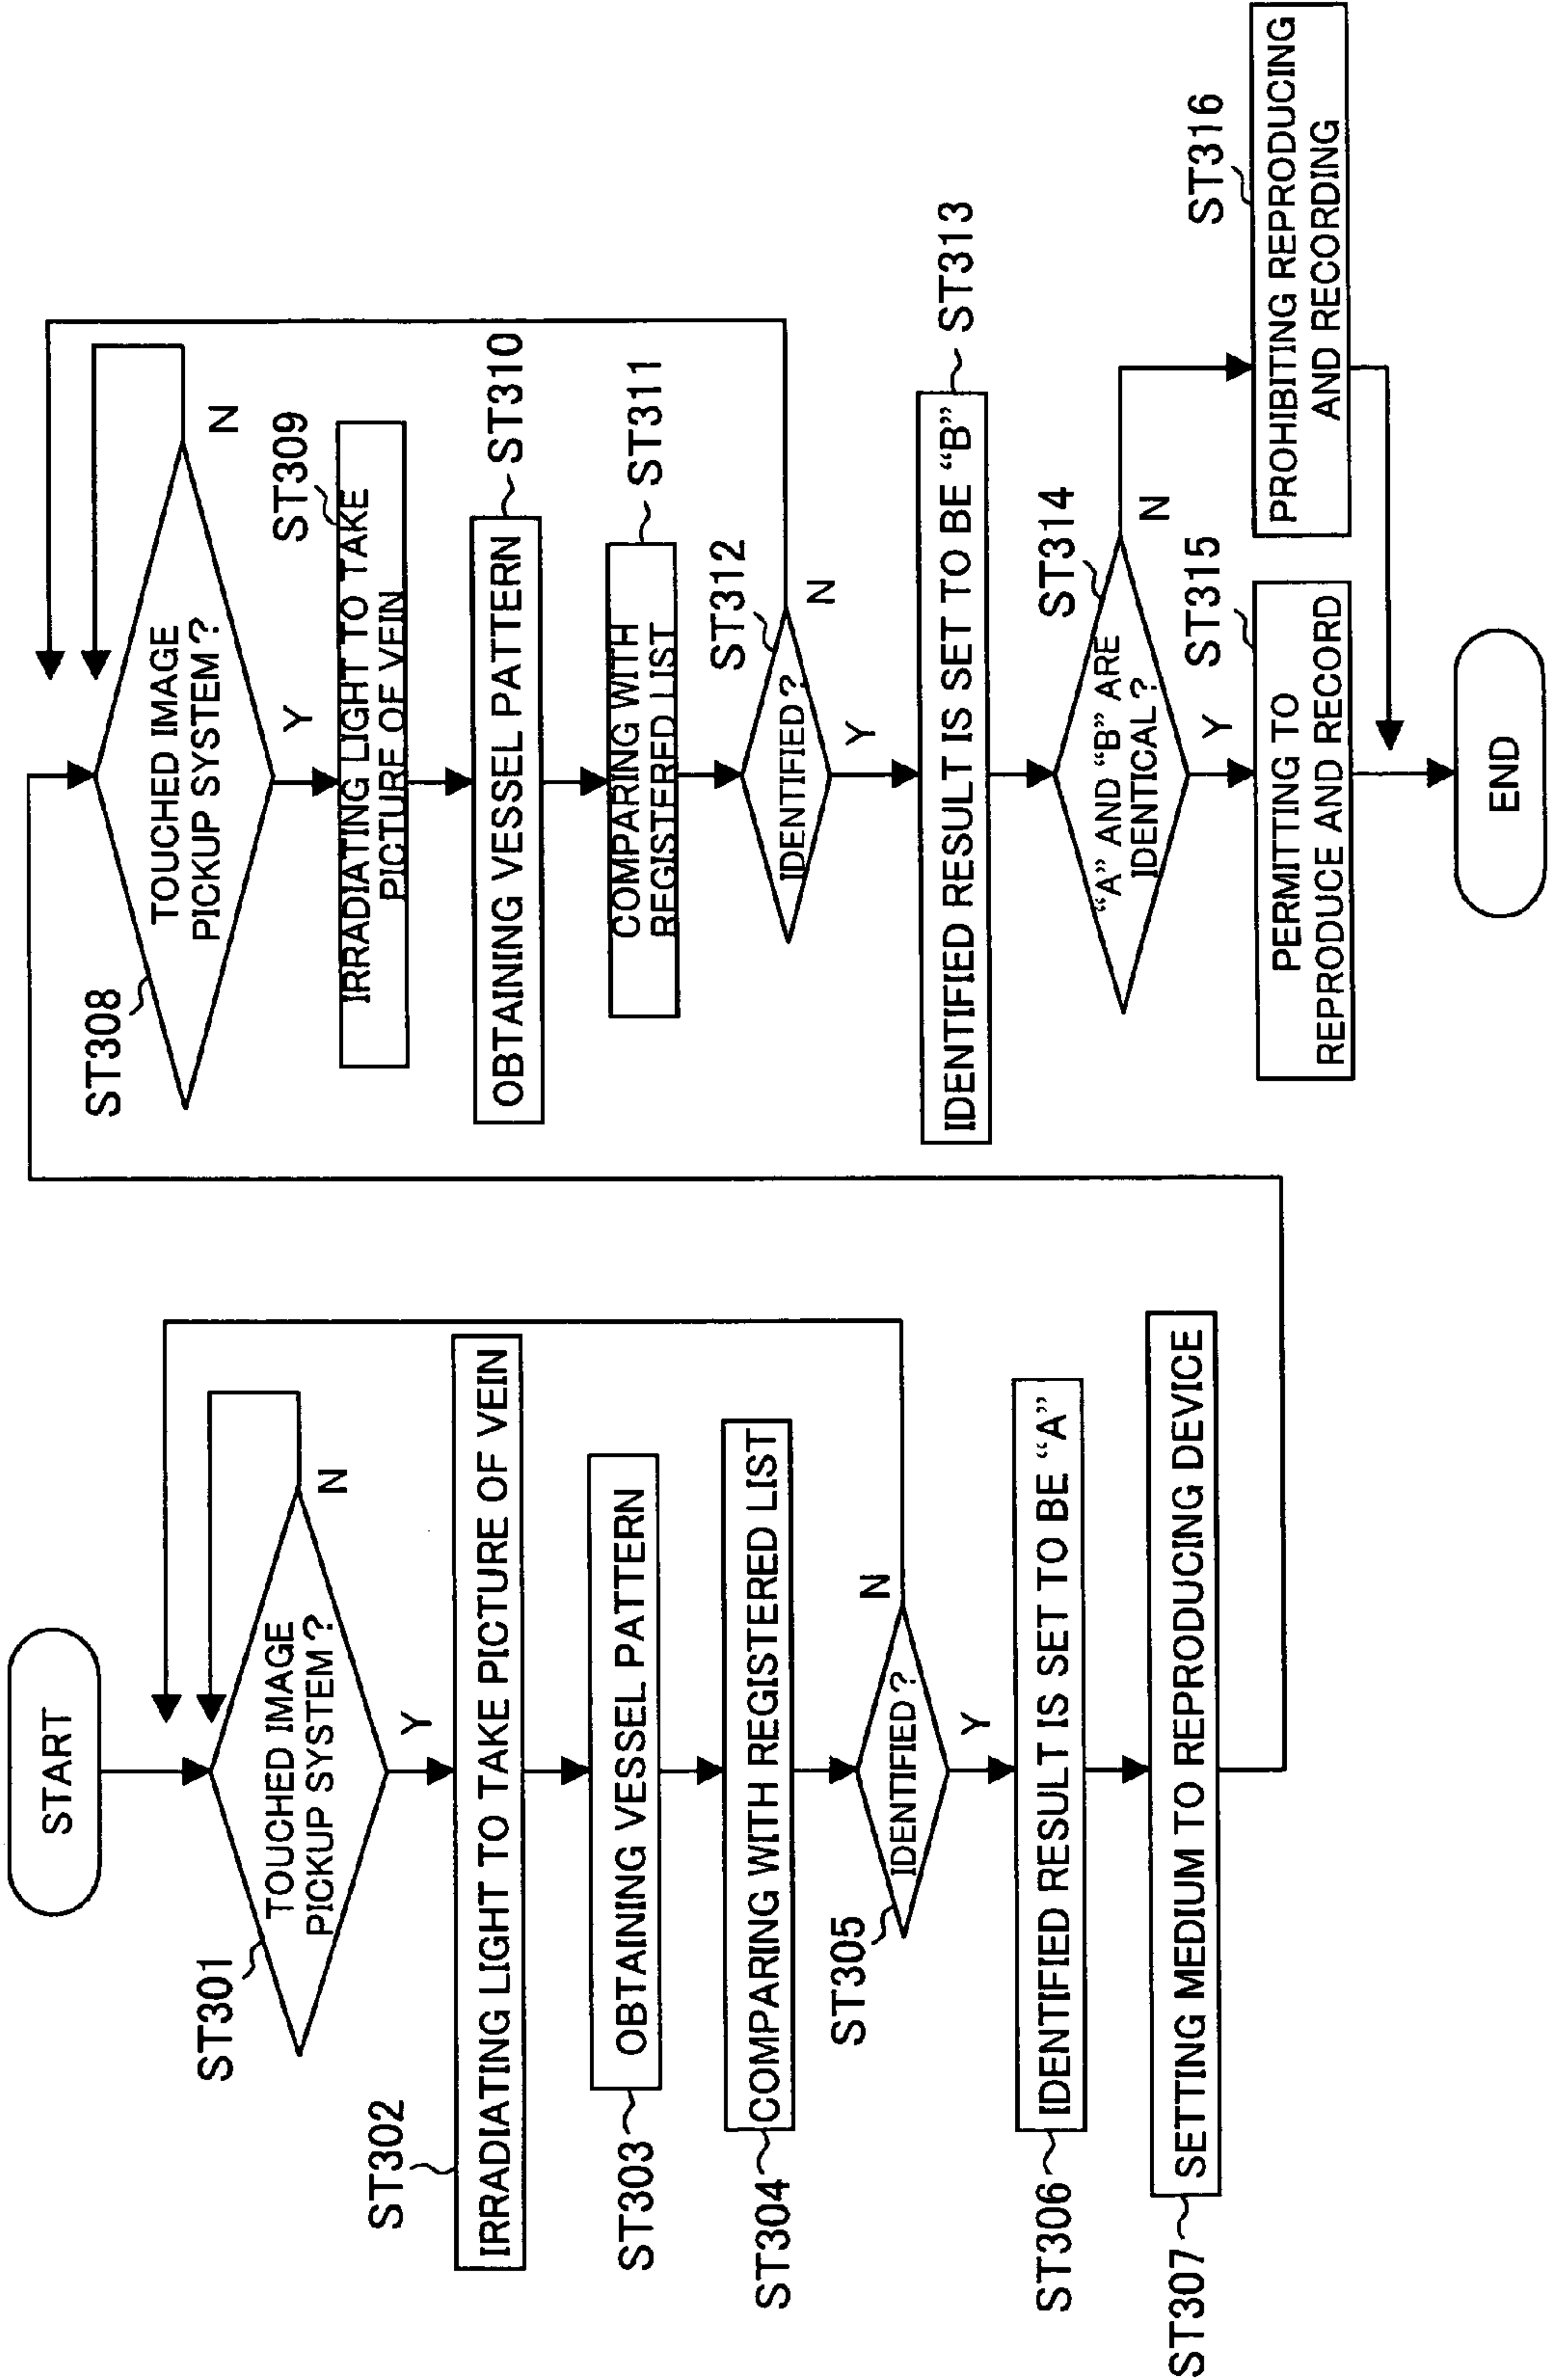 START
ST301
TOUCHED IMAGE
PICKUP SYSTEM?
N
Y
ST302
IRRADIATING LIGHT TO TAKE PICTURE OF VEIN
ST303
OBTAINING VESSEL PATTERN
ST304
COMPARING WITH REGISTERED LIST
ST305
IDENTIFIED?
N
Y
ST306
IDENTIFIED RESULT IS SET TO BE “A”
ST307
SETTING MEDIUM TO REPRODUCING DEVICE
ST308
TOUCHED IMAGE
PICKUP SYSTEM?
N
Y
ST309
IRRADIATING LIGHT TO TAKE
PICTURE OF VEIN
OBTAINING VESSEL PATTERN
ST310
COMPARING WITH
REGISTERED LIST
ST311
ST312
IDENTIFIED?
N
Y
IDENTIFIED RESULT IS SET TO BE “B”
ST313
ST314
“A” AND “B” ARE
IDENTICAL?
N
Y
ST315
PERMITTING TO
REPRODUCE AND RECORD
ST316
PROHIBITING REPRODUCING
AND RECORDING
END